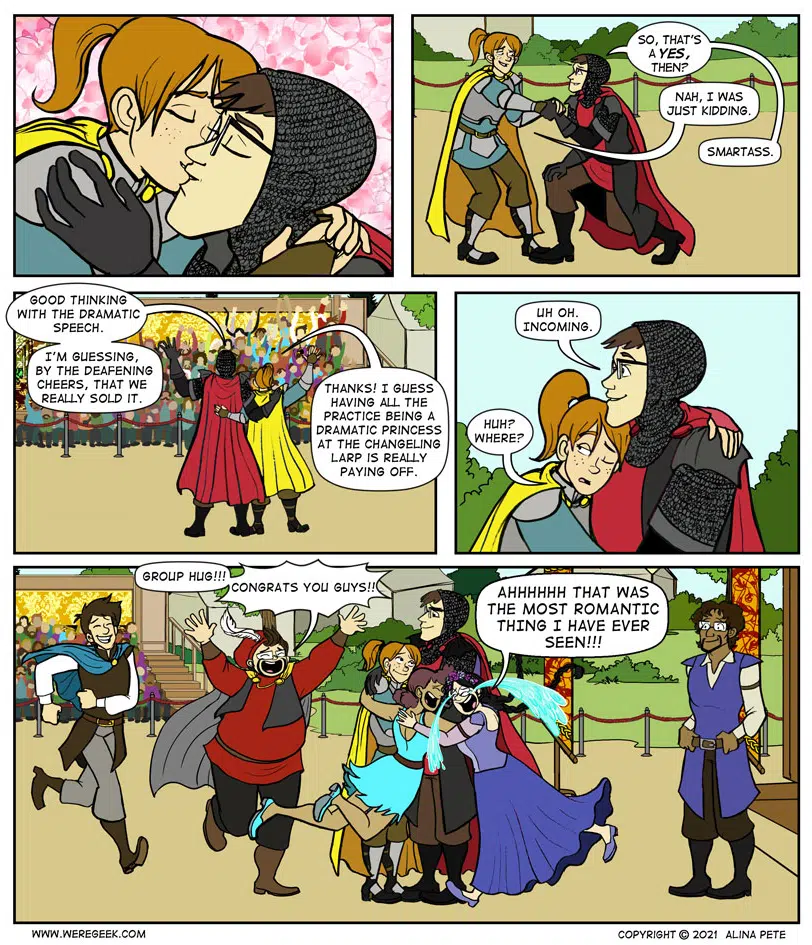 SO, THAT'S
A YES,
THEN?
NAH, I WAS
JUST KIDDING.
SMARTASS.
GOOD THINKING
WITH THE DRAMATIC
SPEECH.
I'M GUESSING,
BY THE DEAFENING
CHEERS, THAT WE
REALLY SOLD IT.
THANKS! I GUESS
HAVING ALL THE
PRACTICE BEING A
DRAMATIC PRINCESS
AT THE CHANGELING
LARP IS REALLY
PAYING OFF.
UH OH.
INCOMING.
HUH?
WHERE?
GROUP HUG!!!
CONGRATS YOU GUYS!!
AHHHHHH THAT WAS
THE MOST ROMANTIC
THING I HAVE EVER
SEEN!!!
WWW.WEREGEEK.COM
COPYRIGHT © 2021 ALINA PETE